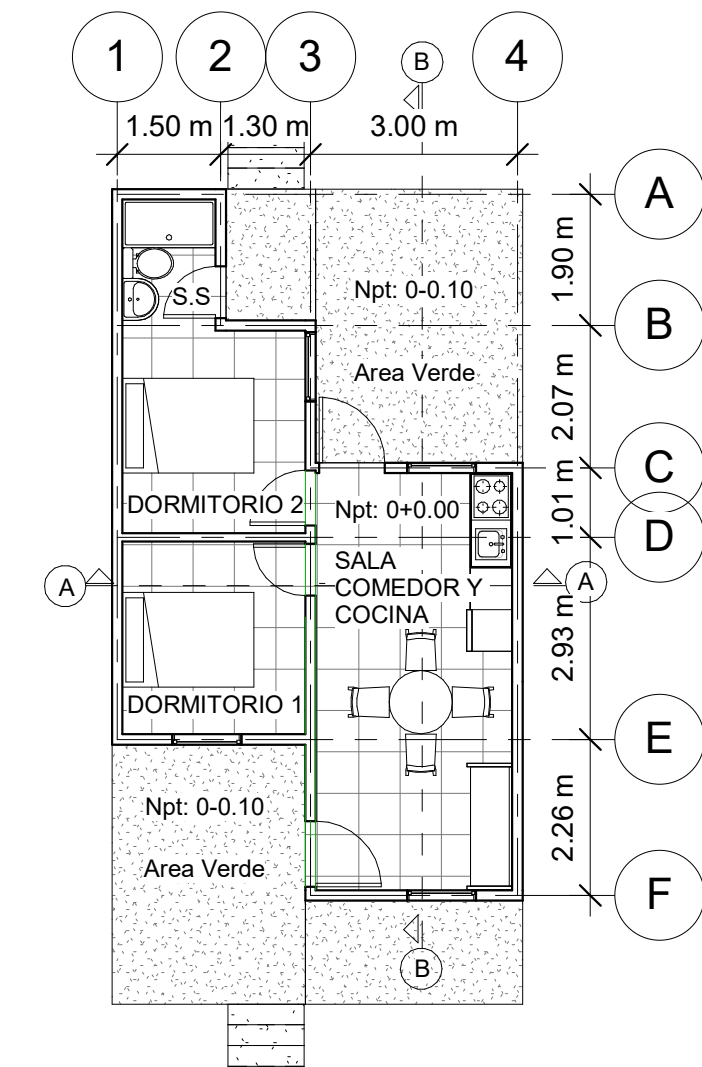 1
2
3
4
B
1.50 m
1.30 m
3.00 m
A
1.90 m
Npt: 0-0.10
S.S
B
2.07 m
Area Verde
C
DORMITORIO 2
Npt: 0+0.00
1.01 m
D
SALA
COMEDOR Y
COCINA
A
A
2.93 m
DORMITORIO 1
E
Npt: 0-0.10
2.26 m
Area Verde
F
B